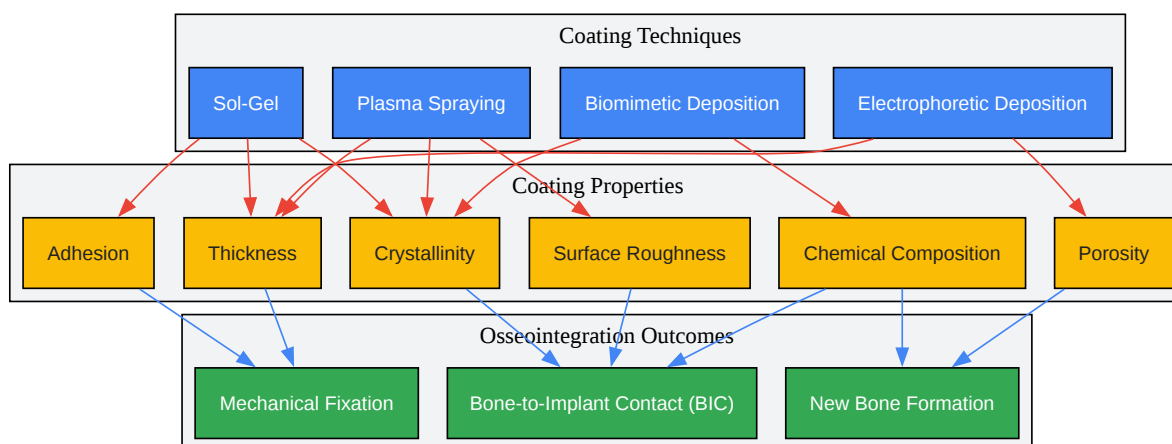 Coating Techniques
Sol-Gel
Plasma Spraying
Biomimetic Deposition
Electrophoretic Deposition
Coating Properties
Adhesion
Thickness
Crystallinity
Surface Roughness
Chemical Composition
Porosity
Osseointegration Outcomes
Mechanical Fixation
Bone-to-Implant Contact (BIC)
New Bone Formation